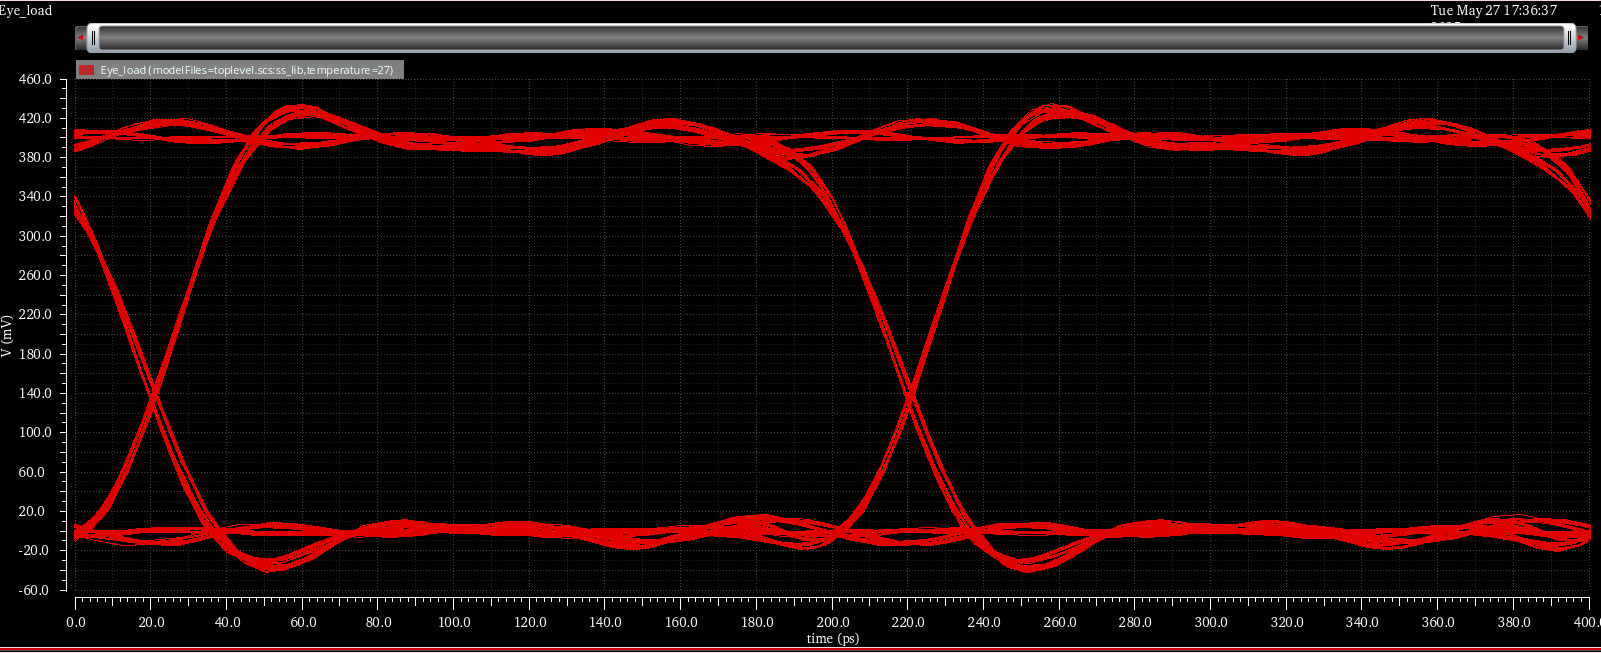 Eye_load
Tue May 27 17:36:37
Eye_load (modelFiles=toplevel.scs:ss_lib,temperature=27)
460.0
420.0
380.0
340.0
300.0
260.0
220.0
180.0
140.0
100.0
60.0
20.0
-20.0
-60.0
V (mV)
0.0 20.0 40.0 60.0 80.0 100.0 120.0 140.0 160.0 180.0 200.0 220.0 240.0 260.0 280.0 300.0 320.0 340.0 360.0 380.0 400.
time (ps)